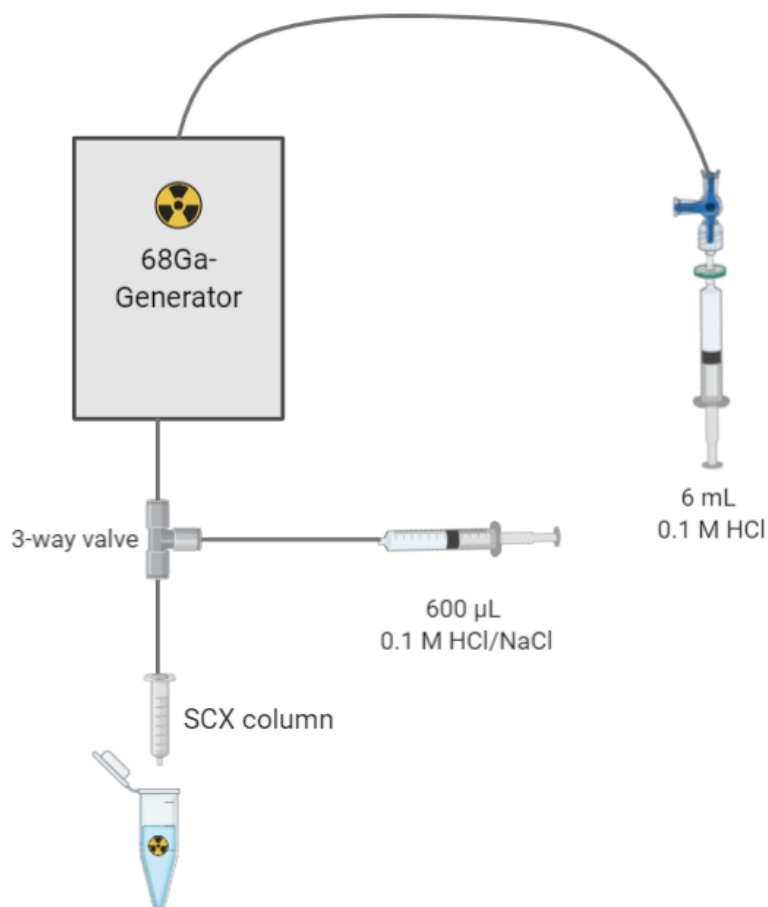 68Ga-
Generator
3-way valve
6 mL
0.1 M HCl
600 µL
0.1 M HCl/NaCl
SCX column